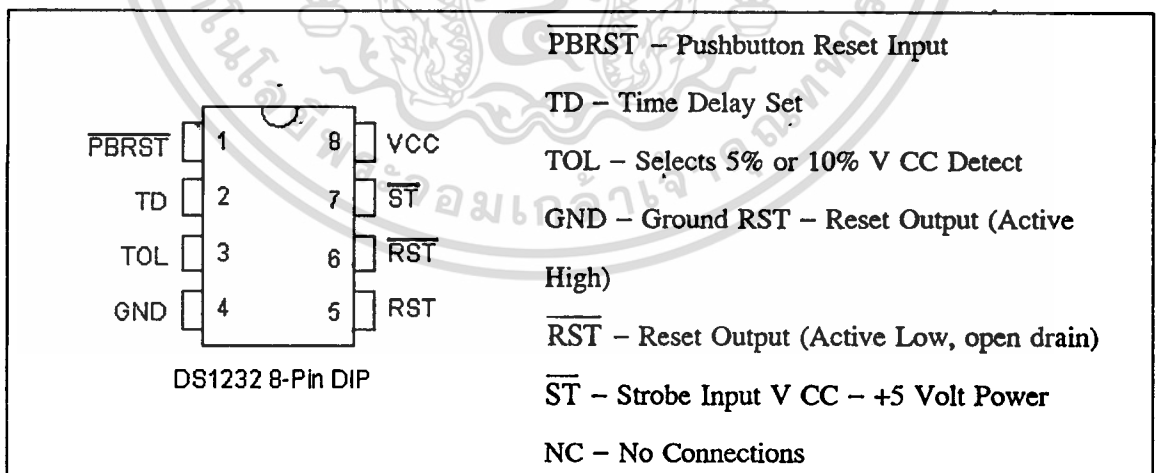 PBRST
TD
TOL
GND
1
2
3
4
8
7
6
5
VCC
ST
RST
RST
DS1232 8-Pin DIP
PBRST – Pushbutton Reset Input
TD – Time Delay Set
TOL – Selects 5% or 10% V CC Detect
GND – Ground RST – Reset Output (Active
High)
RST – Reset Output (Active Low, open drain)
ST – Strobe Input V CC – +5 Volt Power
NC – No Connections